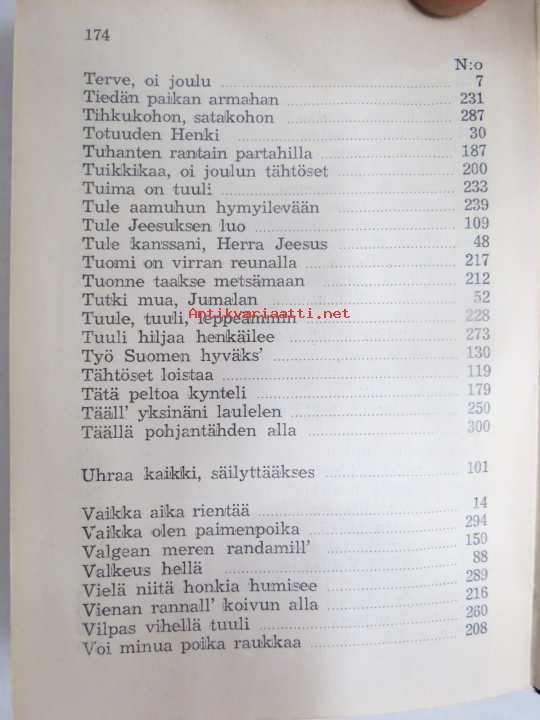 174
N:o
Terve, oi joulu 7
Tiedän paikan armahan 231
Tihkukohon, satakohon 287
Totuuden Henki 30
Tuhanten rantain partahilla 187
Tuikkikaa, oi joulun tähtöset 200
Tuima on tuuli 233
Tule aamuhun hymyilevään 239
Tule Jeesuksen luo 109
Tule kanssani, Herra Jeesus 48
Tuomi on virran reunalla 217
Tuonne taakse metsämaan 212
Tutki mua, Jumalan 52
Antikvariaatti.net
Tuule, tuuli, leppeämmin 228
Tuuli hiljaa henkäilee 273
Työ Suomen hyväks' 130
Tähtöset loistaa 119
Tätä peltoa kynteli 179
Tääll' yksinäni laulelen 250
Täällä pohjantähden alla 300
Uhraa kaikki, säilyttääkses 101
Vaikka aika rientää 14
Vaikka olen paimenpoika 294
Valgean meren randamill' 150
Valkeus hellä 88
Vielä niitä honkia humisee 289
Vienan rannall' koivun alla 216
Vilpas vihellä tuuli 260
Voi minua poika raukkaa 208